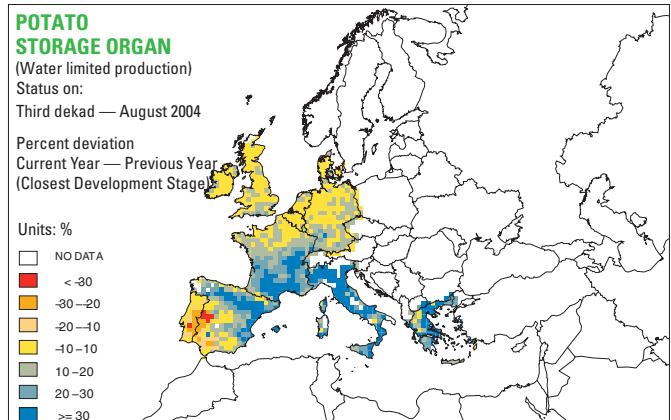 POTATO
STORAGE ORGAN
(Water limited production)
Status on:
Third dekad — August 2004
Percent deviation
Current Year — Previous Year
(Closest Development Stage)
Units: %
NO DATA
< -30
-30 –-20
-20 –-10
-10 –10
10 –20
20 –30
>= 30